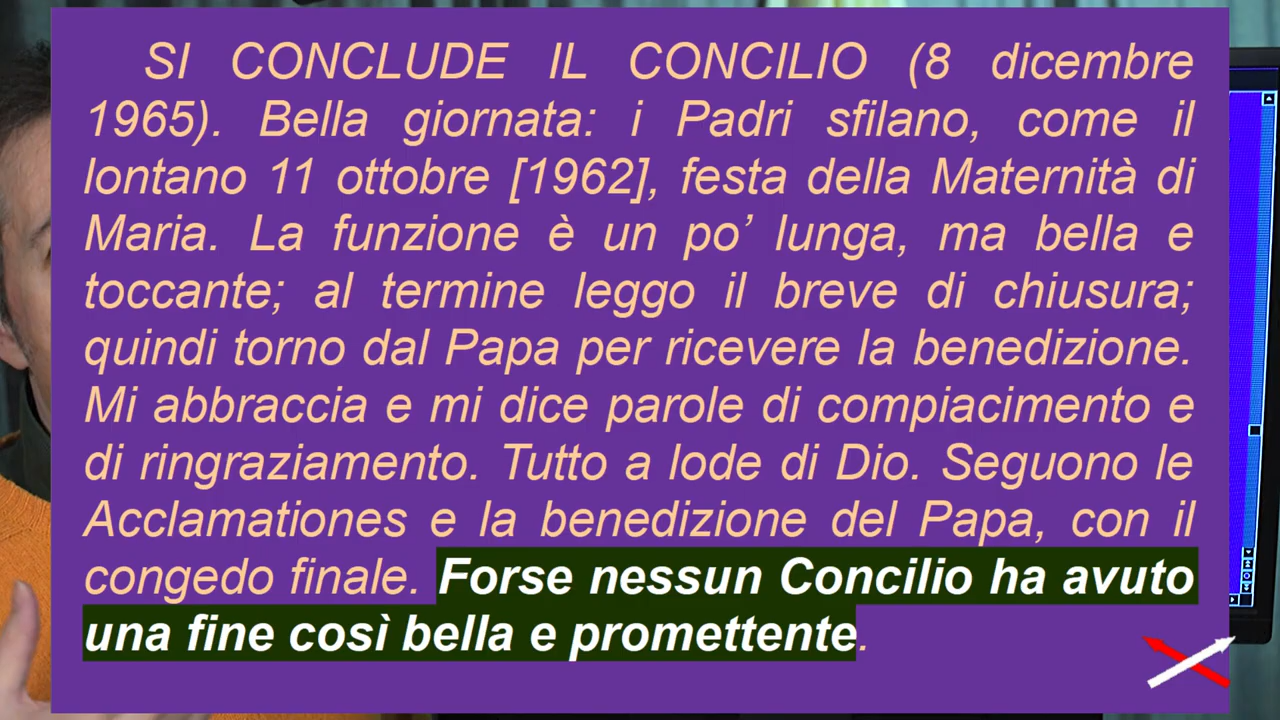 SI CONCLUDE IL CONCILIO (8 dicembre
1965). Bella giornata: i Padri sfilano, come il
lontano 11 ottobre [1962], festa della Maternità di
Maria. La funzione è un po’ lunga, ma bella e
toccante; al termine leggo il breve di chiusura;
quindi torno dal Papa per ricevere la benedizione.
Mi abbraccia e mi dice parole di compiacimento e
di ringraziamento. Tutto a lode di Dio. Seguono le
Acclamationes e la benedizione del Papa, con il
congedo finale. Forse nessun Concilio ha avuto
una fine così bella e promettente.